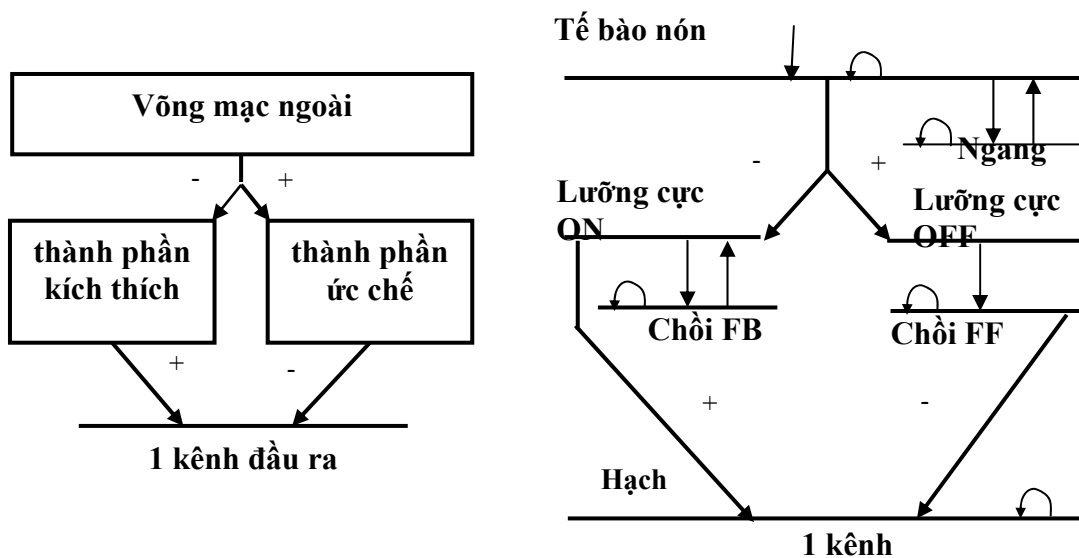 Võng mạc ngoài
- +
thành phần
kích thích
thành phần
ức chế
+ -
1 kênh đầu ra
Tế bào nón
Ngang
- +
Lưỡng cực
ON
Lưỡng cực
OFF
Chồi FB
Chồi FF
+ -
Hạch
1 kênh